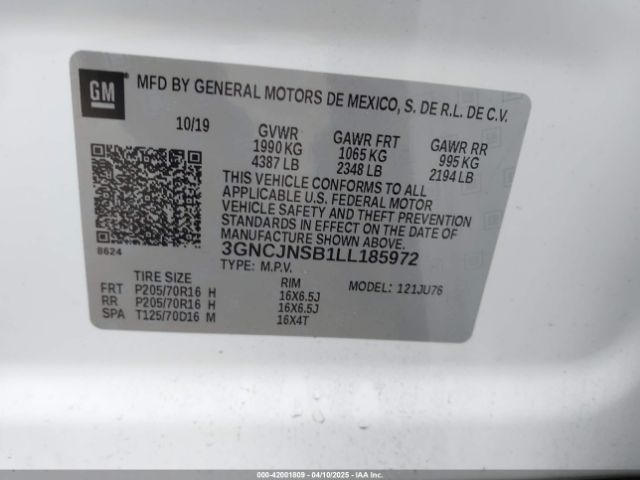 GM
MFD BY GENERAL MOTORS DE MEXICO, S. DE R.L. DE C.V.
10/19
GVWR
1990 KG
4387 LB
GAWR FRT
1065 KG
2348 LB
GAWR RR
995 KG
2194 LB
THIS VEHICLE CONFORMS TO ALL
APPLICABLE U.S. FEDERAL MOTOR
VEHICLE SAFETY AND THEFT PREVENTION
STANDARDS IN EFFECT ON THE DATE OF
MANUFACTURE SHOWN ABOVE.
8624
3GNCJNSB1LL185972
TYPE: M.P.V.
TIRE SIZE RIM MODEL: 121JU76
FRT P205/70R16 H 16X6.5J
RR P205/70R16 H 16X6.5J
SPA T125/70D16 M 16X4T
000-42001809 - 04/10/2025 - IAAI, Inc.